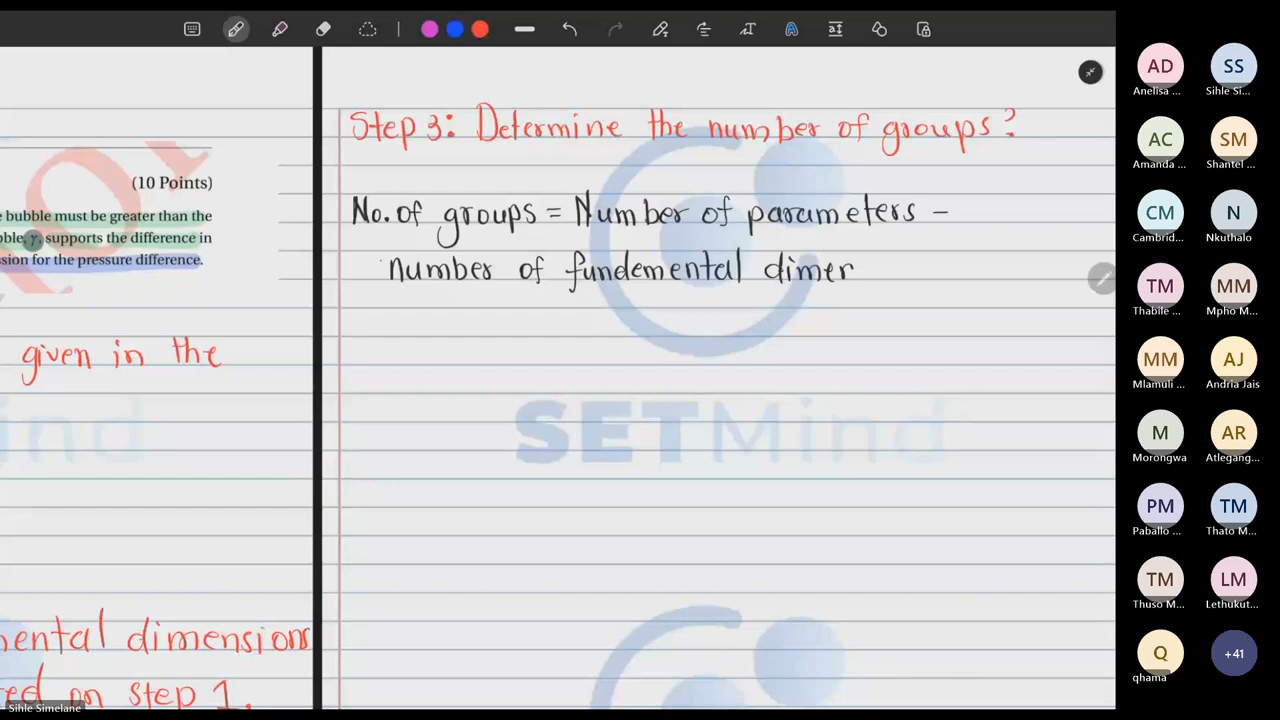 (10 Points)
e bubble must be greater than the
bble, γ, supports the difference in
ssion for the pressure difference.
given in the
mental dimensions
ted on step 1.
Sihle Simelane
Step 3: Determine the number of groups?
No. of groups = Number of parameters -
number of fundemental dimer
SETMind
AD
SS
Anelisa ...
Sihle Si...
AC
SM
Amanda ...
Shantel ...
CM
N
Cambrid...
Nkuthalo
TM
MM
Thabile ...
Mpho M...
MM
AJ
Mlamuli ...
Andria Jais
M
AR
Morongwa
Atlegang...
PM
TM
Paballo ...
Thato M...
TM
LM
Thuso M...
Lethukut...
Q
+41
qhama